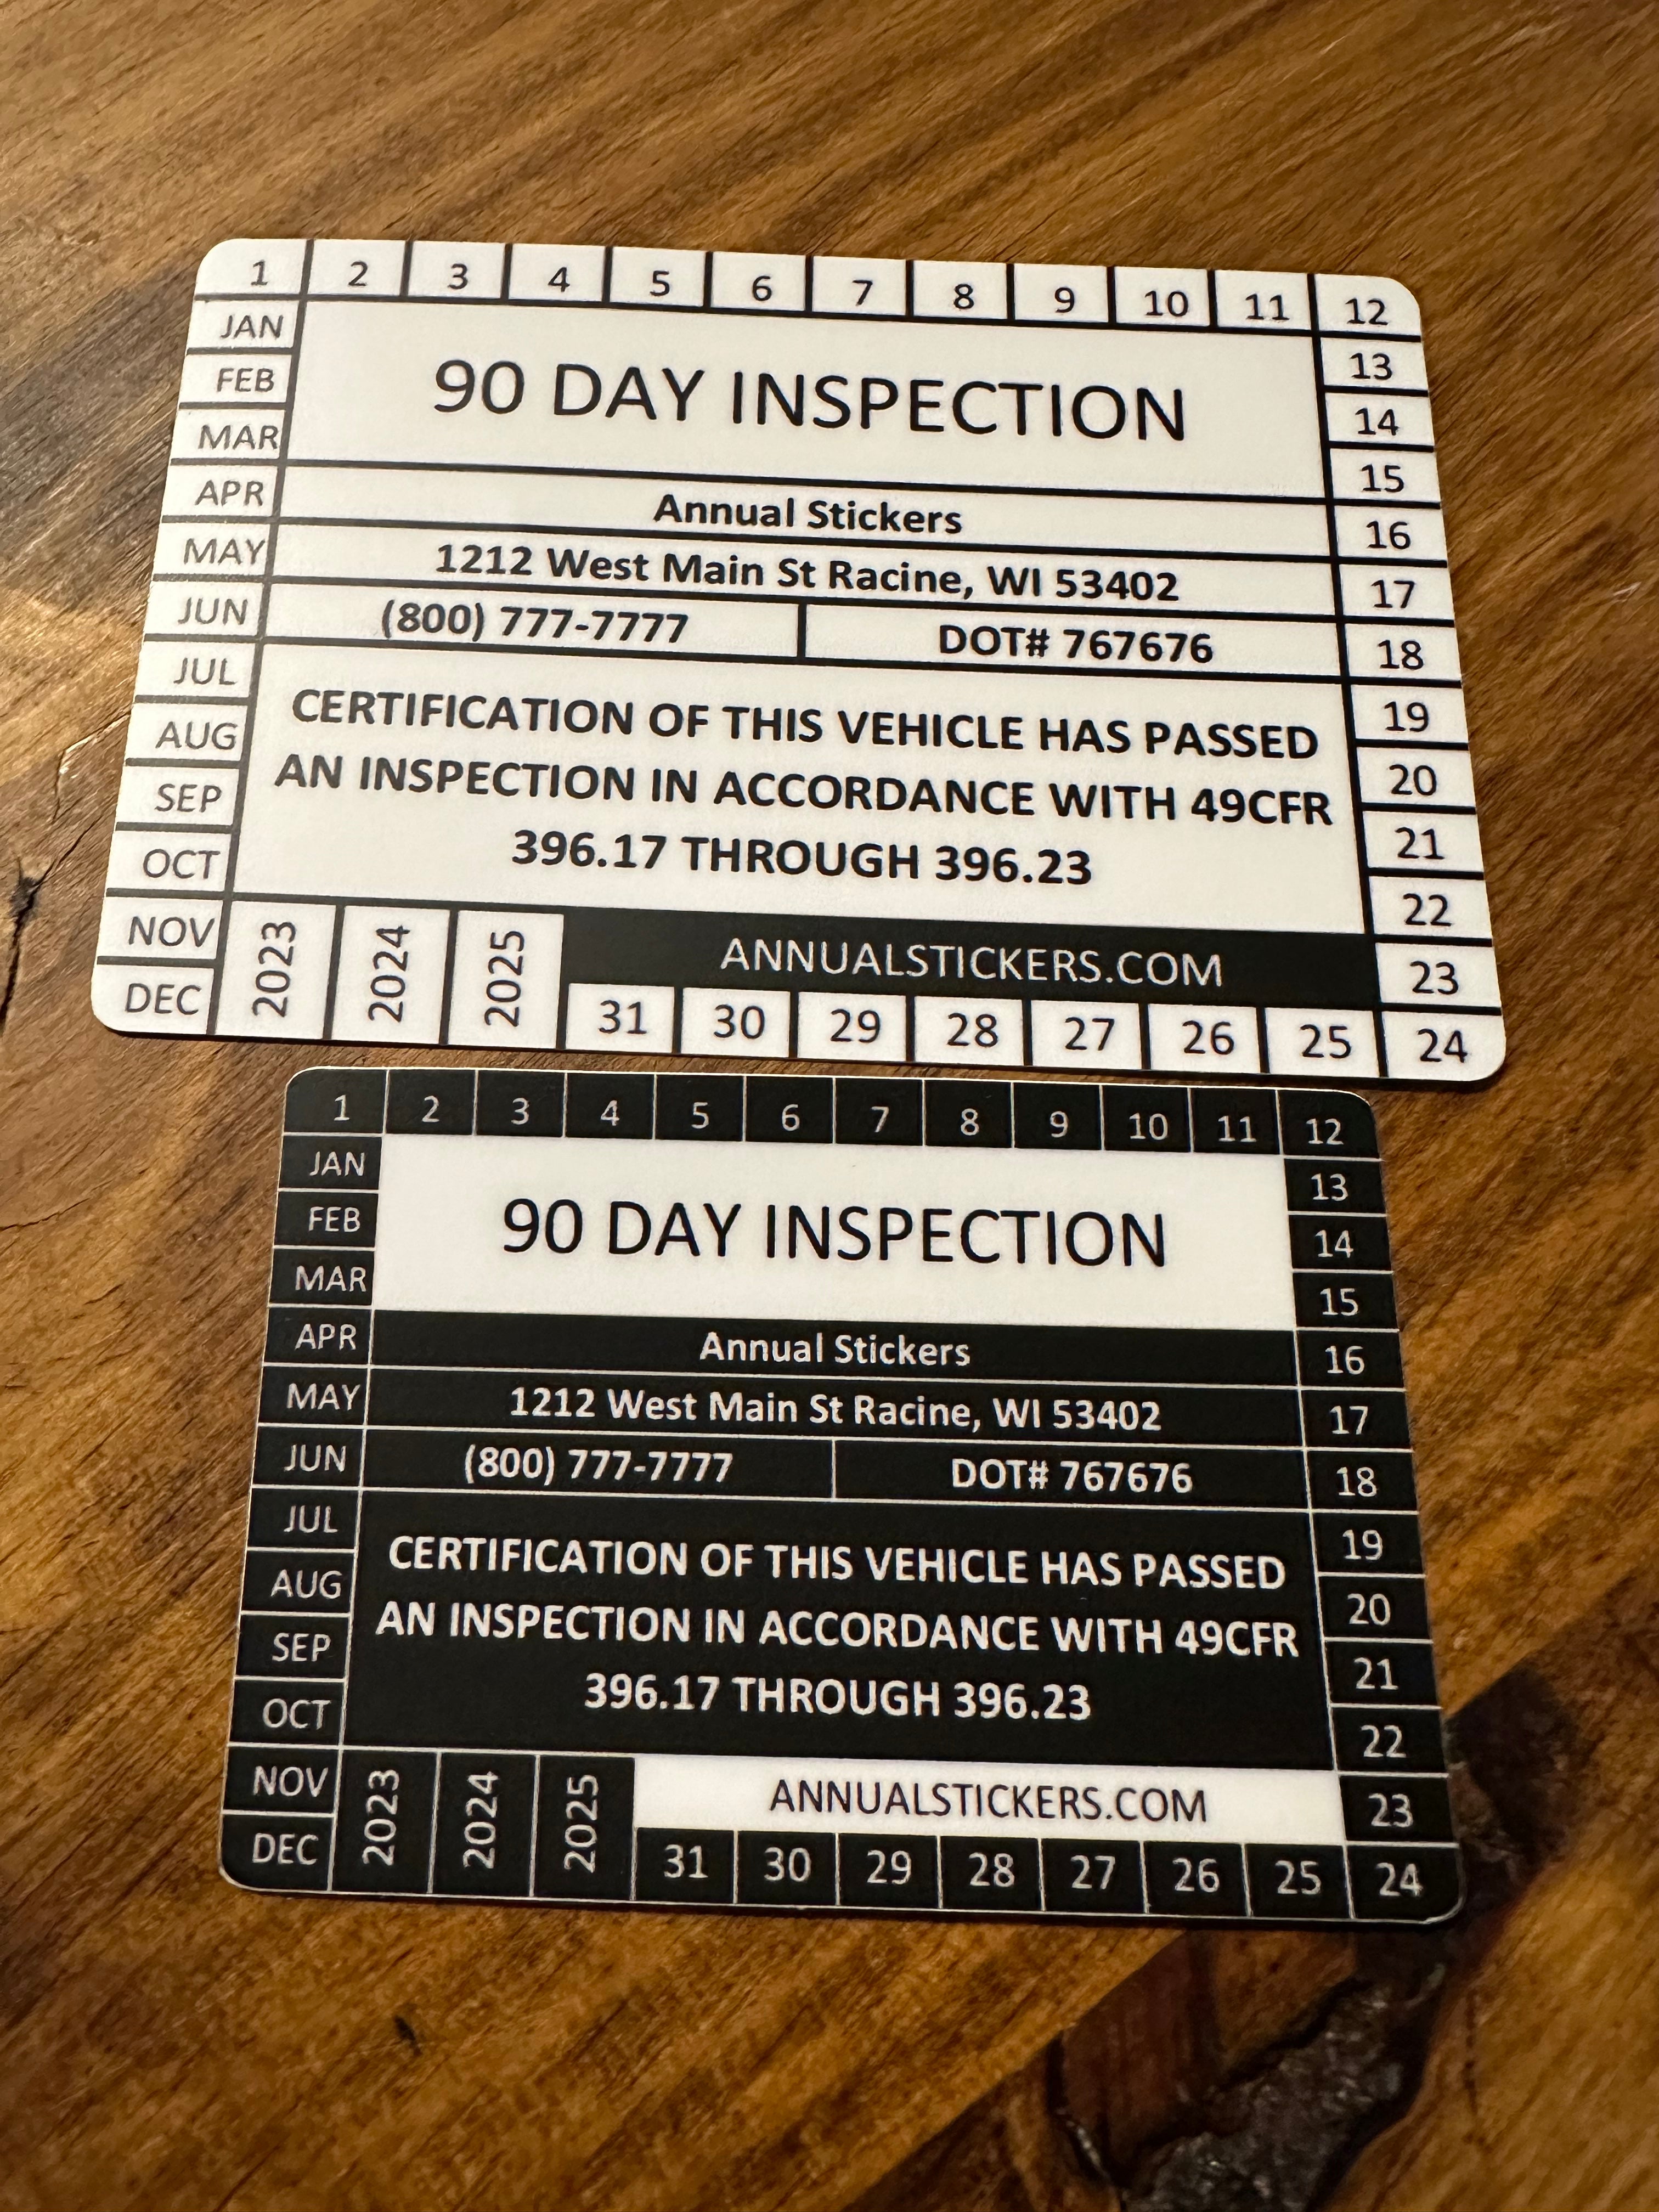 1 2 3 4 5 6 7 8 9 10 11 12
JAN
FEB
MAR
90 DAY INSPECTION
13
14
15
APR
Annual Stickers
16
MAY
1212 West Main St Racine, WI 53402
17
JUN
(800) 777-7777
DOT# 767676
18
JUL
AUG
SEP
OCT
CERTIFICATION OF THIS VEHICLE HAS PASSED
AN INSPECTION IN ACCORDANCE WITH 49CFR
396.17 THROUGH 396.23
19
20
21
22
NOV
DEC
2023
2024
2025
ANNUALSTICKERS.COM
23
31 30 29 28 27 26 25 24
1 2 3 4 5 6 7 8 9 10 11 12
JAN
FEB
MAR
90 DAY INSPECTION
13
14
15
APR
Annual Stickers
16
MAY
1212 West Main St Racine, WI 53402
17
JUN
(800) 777-7777
DOT# 767676
18
JUL
AUG
SEP
OCT
CERTIFICATION OF THIS VEHICLE HAS PASSED
AN INSPECTION IN ACCORDANCE WITH 49CFR
396.17 THROUGH 396.23
19
20
21
22
NOV
DEC
2023
2024
2025
ANNUALSTICKERS.COM
23
31 30 29 28 27 26 25 24